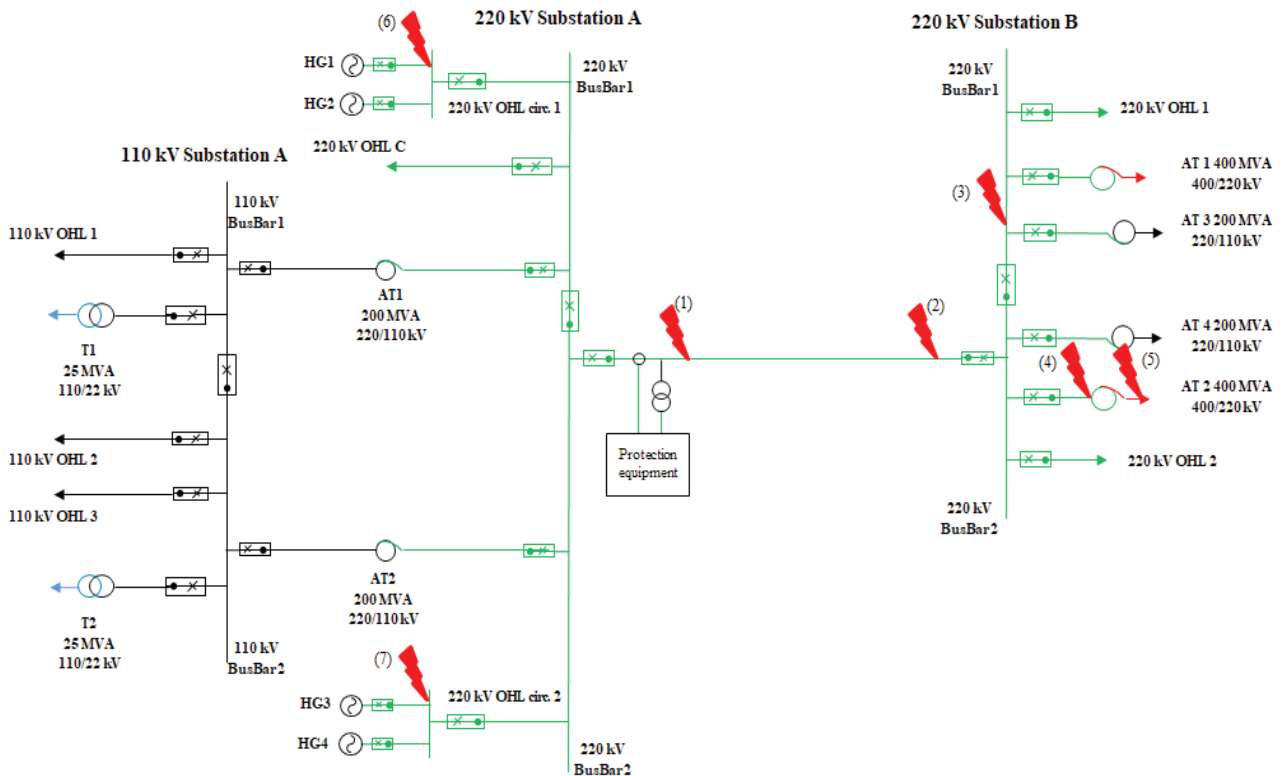 220 kV Substation A
220 kV Substation B
(6)
HG1
HG2
220 kV
BusBar1
220 kV OHL circ. 1
220 kV OHL C
110 kV Substation A
110 kV
BusBar1
110 kV OHL 1
T1
25 MVA
110/22 kV
AT1
200 MVA
220/110 kV
110 kV OHL 2
110 kV OHL 3
T2
25 MVA
110/22 kV
110 kV
BusBar2
AT2
200 MVA
220/110 kV
(7)
HG3
HG4
220 kV OHL circ. 2
220 kV
BusBar2
(1)
Protection
equipment
(2)
220 kV
BusBar1
220 kV OHL 1
AT 1 400 MVA
400/220 kV
(3)
AT 3 200 MVA
220/110 kV
AT 4 200 MVA
220/110 kV
(4)
(5)
AT 2 400 MVA
400/220 kV
220 kV OHL 2
220 kV
BusBar2